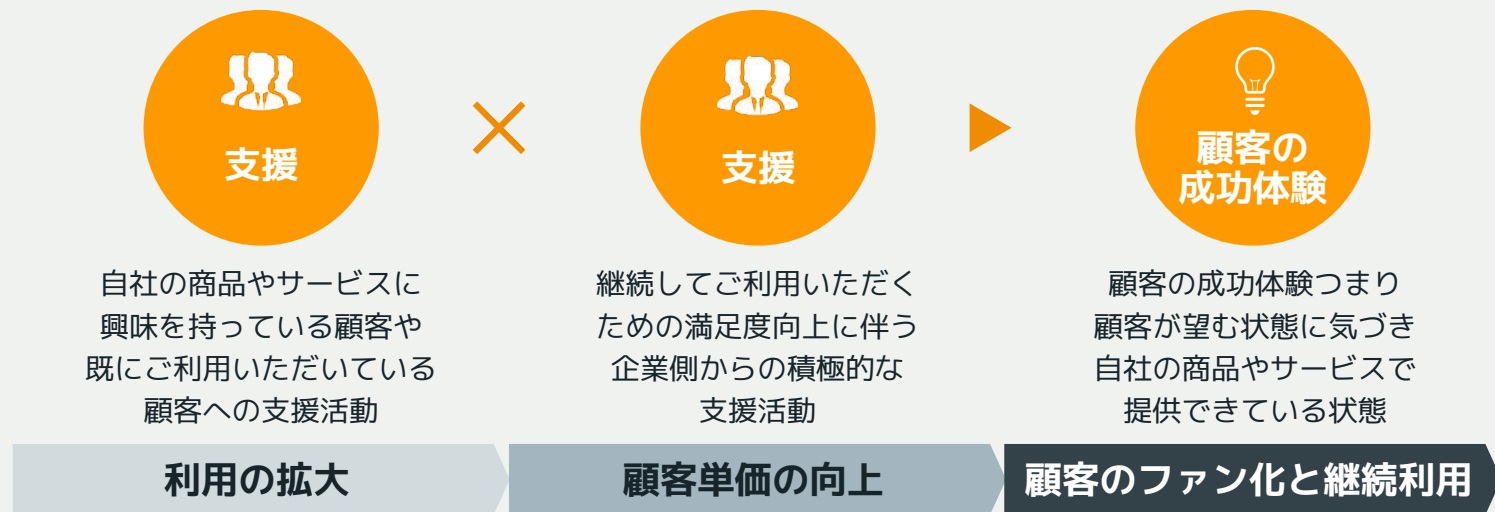 支援
自社の商品やサービスに
興味を持っている顧客や
既にご利用いただいている
顧客への支援活動
利用の拡大
支援
継続してご利用いただく
ための満足度向上に伴う
企業側からの積極的な
支援活動
顧客単価の向上
顧客の
成功体験
顧客の成功体験つまり
顧客が望む状態に気づき
自社の商品やサービスで
提供できている状態
顧客のファン化と継続利用